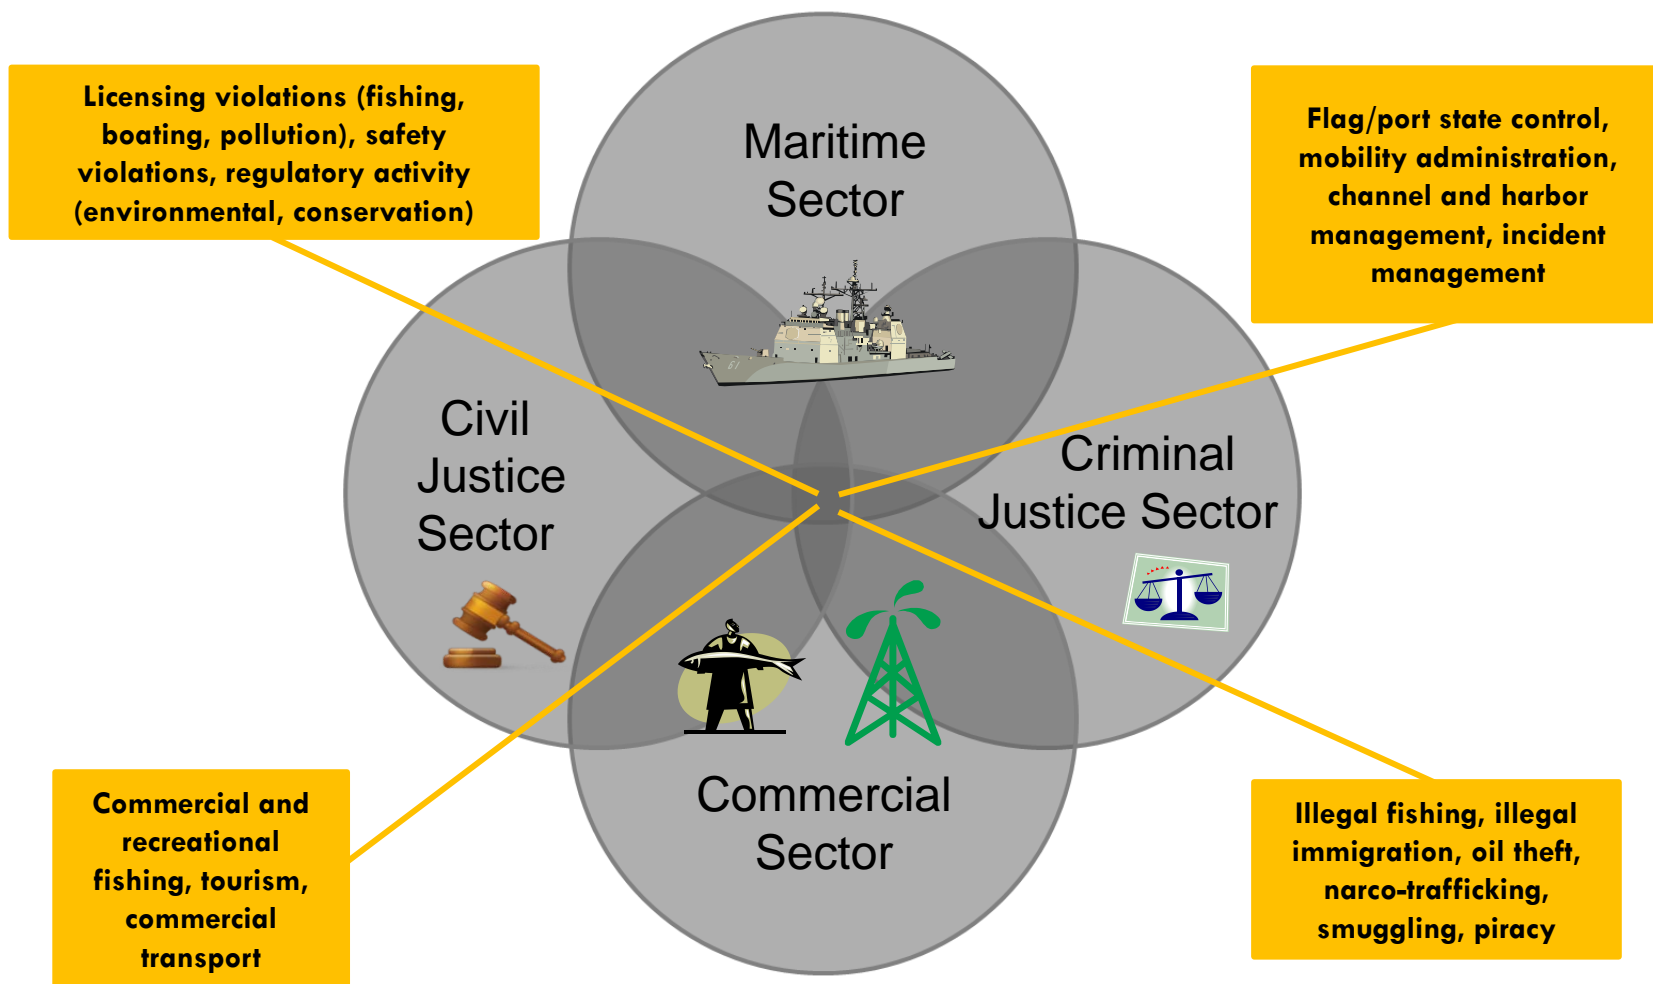 Licensing violations (fishing,
boating, pollution), safety
violations, regulatory activity
(environmental, conservation)
Maritime
Sector
Flag/port state control,
mobility administration,
channel and harbor
management, incident
management
Civil
Justice
Sector
Criminal
Justice Sector
61
Commercial
Sector
Commercial and
recreational
fishing, tourism,
commercial
transport
Illegal fishing, illegal
immigration, oil theft,
narco-trafficking,
smuggling, piracy